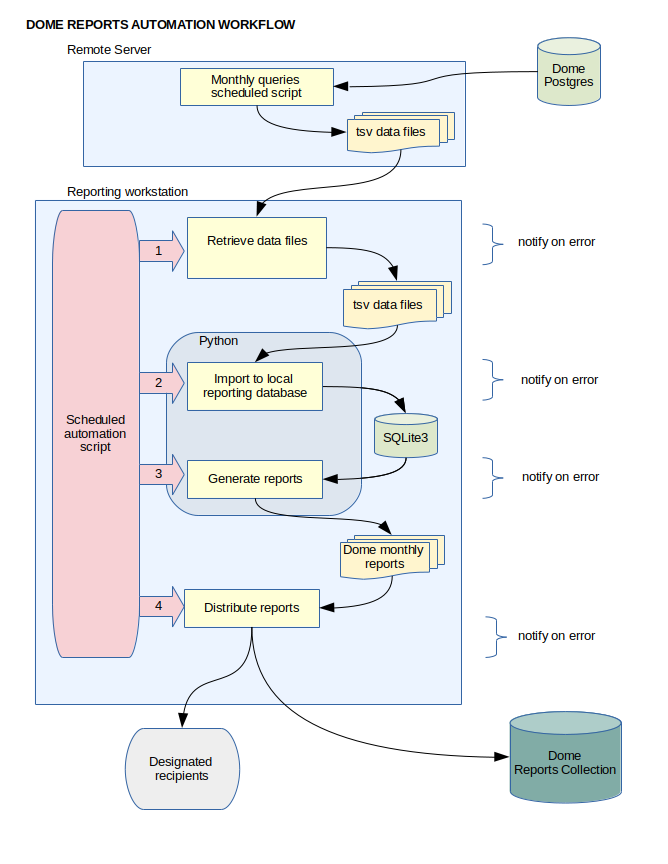 DOME REPORTS AUTOMATION WORKFLOW
Remote Server
Monthly queries
scheduled script
Dome
Postgres
tsv data files
Reporting workstation
1
Retrieve data files
notify on error
tsv data files
Python
2
Import to local
reporting database
notify on error
Scheduled
automation
script
SQLite3
3
Generate reports
notify on error
Dome monthly
reports
4
Distribute reports
notify on error
Designated
recipients
Dome
Reports Collection